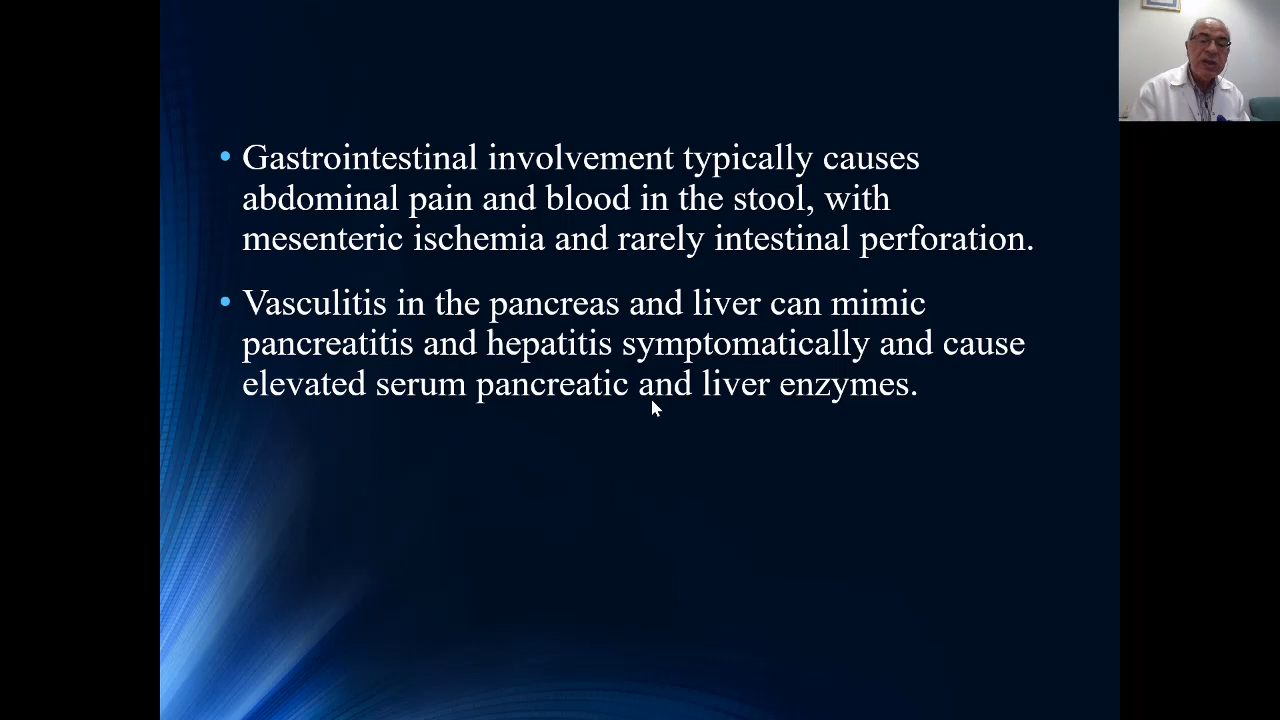 • Gastrointestinal involvement typically causes
abdominal pain and blood in the stool, with
mesenteric ischemia and rarely intestinal perforation.
• Vasculitis in the pancreas and liver can mimic
pancreatitis and hepatitis symptomatically and cause
elevated serum pancreatic and liver enzymes.